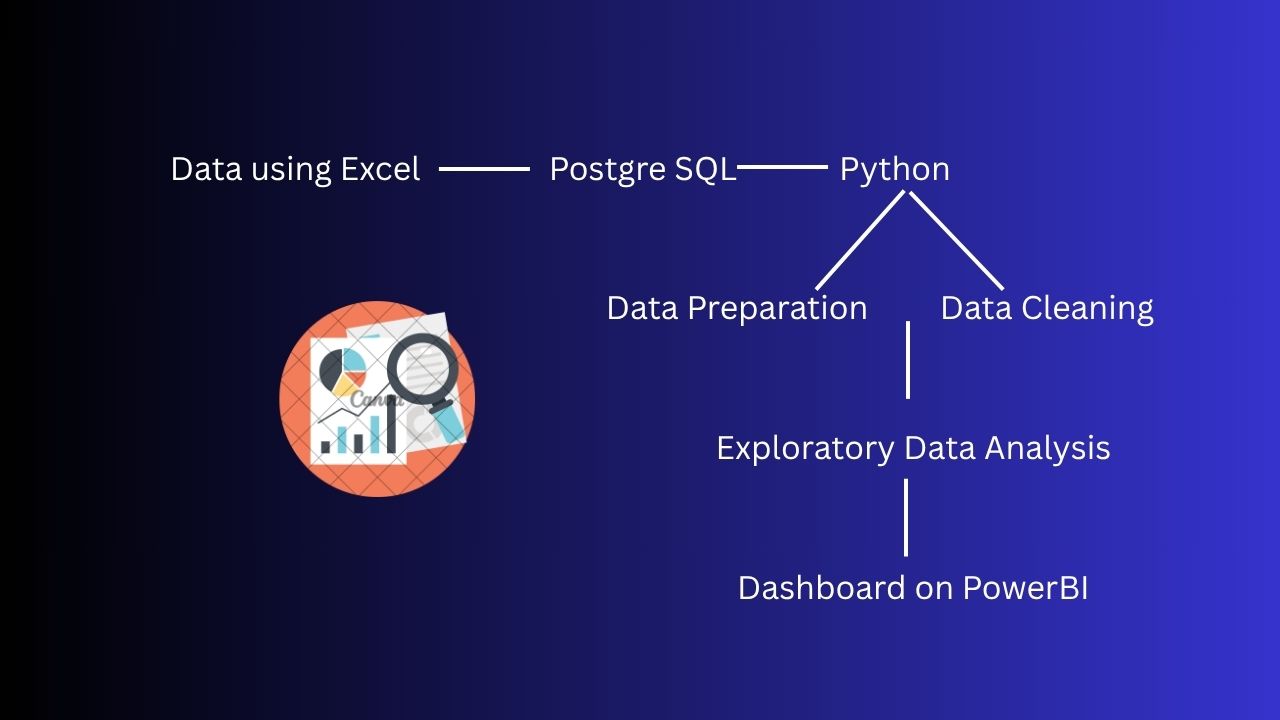 Data using Excel
Postgre SQL
Python
Data Preparation
Data Cleaning
Canva
Exploratory Data Analysis
Dashboard on PowerBI